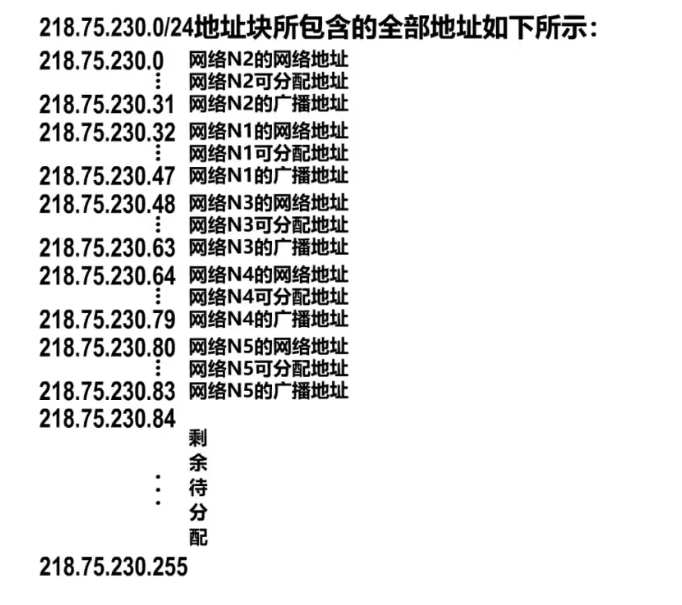 218.75.230.0/24地址块所包含的全部地址如下所示：
218.75.230.0 网络N2的网络地址
⋮ 网络N2可分配地址
218.75.230.31 网络N2的广播地址
218.75.230.32 网络N1的网络地址
⋮ 网络N1可分配地址
218.75.230.47 网络N1的广播地址
218.75.230.48 网络N3的网络地址
⋮ 网络N3可分配地址
218.75.230.63 网络N3的广播地址
218.75.230.64 网络N4的网络地址
⋮ 网络N4可分配地址
218.75.230.79 网络N4的广播地址
218.75.230.80 网络N5的网络地址
⋮ 网络N5可分配地址
218.75.230.83 网络N5的广播地址
218.75.230.84
⋮ 剩余待分配
218.75.230.255